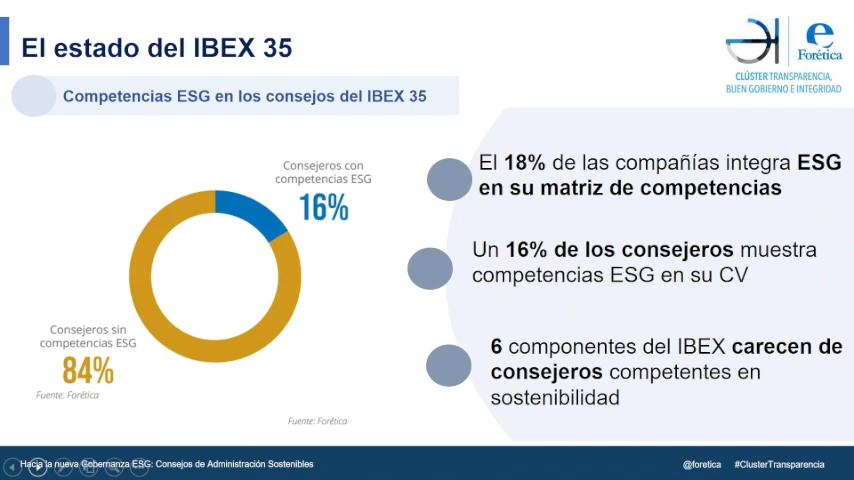 El estado del IBEX 35
Forética
CLÚSTER TRANSPARENCIA,
BUEN GOBIERNO E INTEGRIDAD
Competencias ESG en los consejos del IBEX 35
Consejeros con
competencias ESG
16%
Consejeros sin
competencias ESG
84%
Fuente: Forética
Fuente: Forética
El 18% de las compañías integra ESG
en su matriz de competencias
Un 16% de los consejeros muestra
competencias ESG en su CV
6 componentes del IBEX carecen de
consejeros competentes en
sostenibilidad
Hacia la nueva Gobernanza ESG: Consejos de Administración Sostenibles
@foretica #ClusterTransparencia